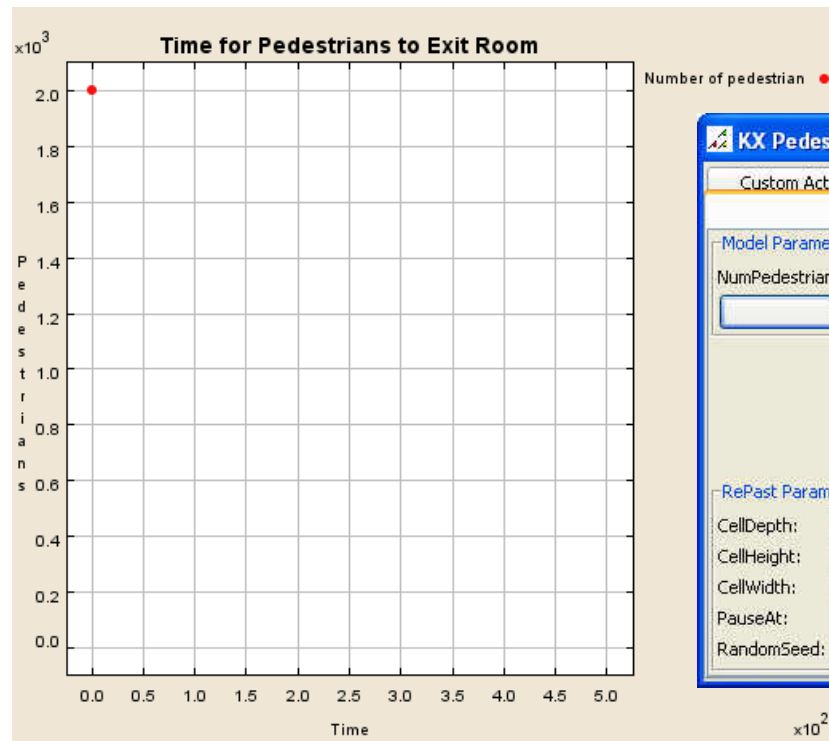 x10^3
Time for Pedestrians to Exit Room
Number of pedestrian
2.0
1.8
1.6
1.4
1.2
1.0
0.8
0.6
0.4
0.2
0.0
Pedestrians
0.0 0.5 1.0 1.5 2.0 2.5 3.0 3.5 4.0 4.5 5.0
Time
x10^2
KX Pedes
Custom Act
Model Parame
NumPedestriar
RePast Param
CellDepth:
CellHeight:
CellWidth:
PauseAt:
RandomSeed: